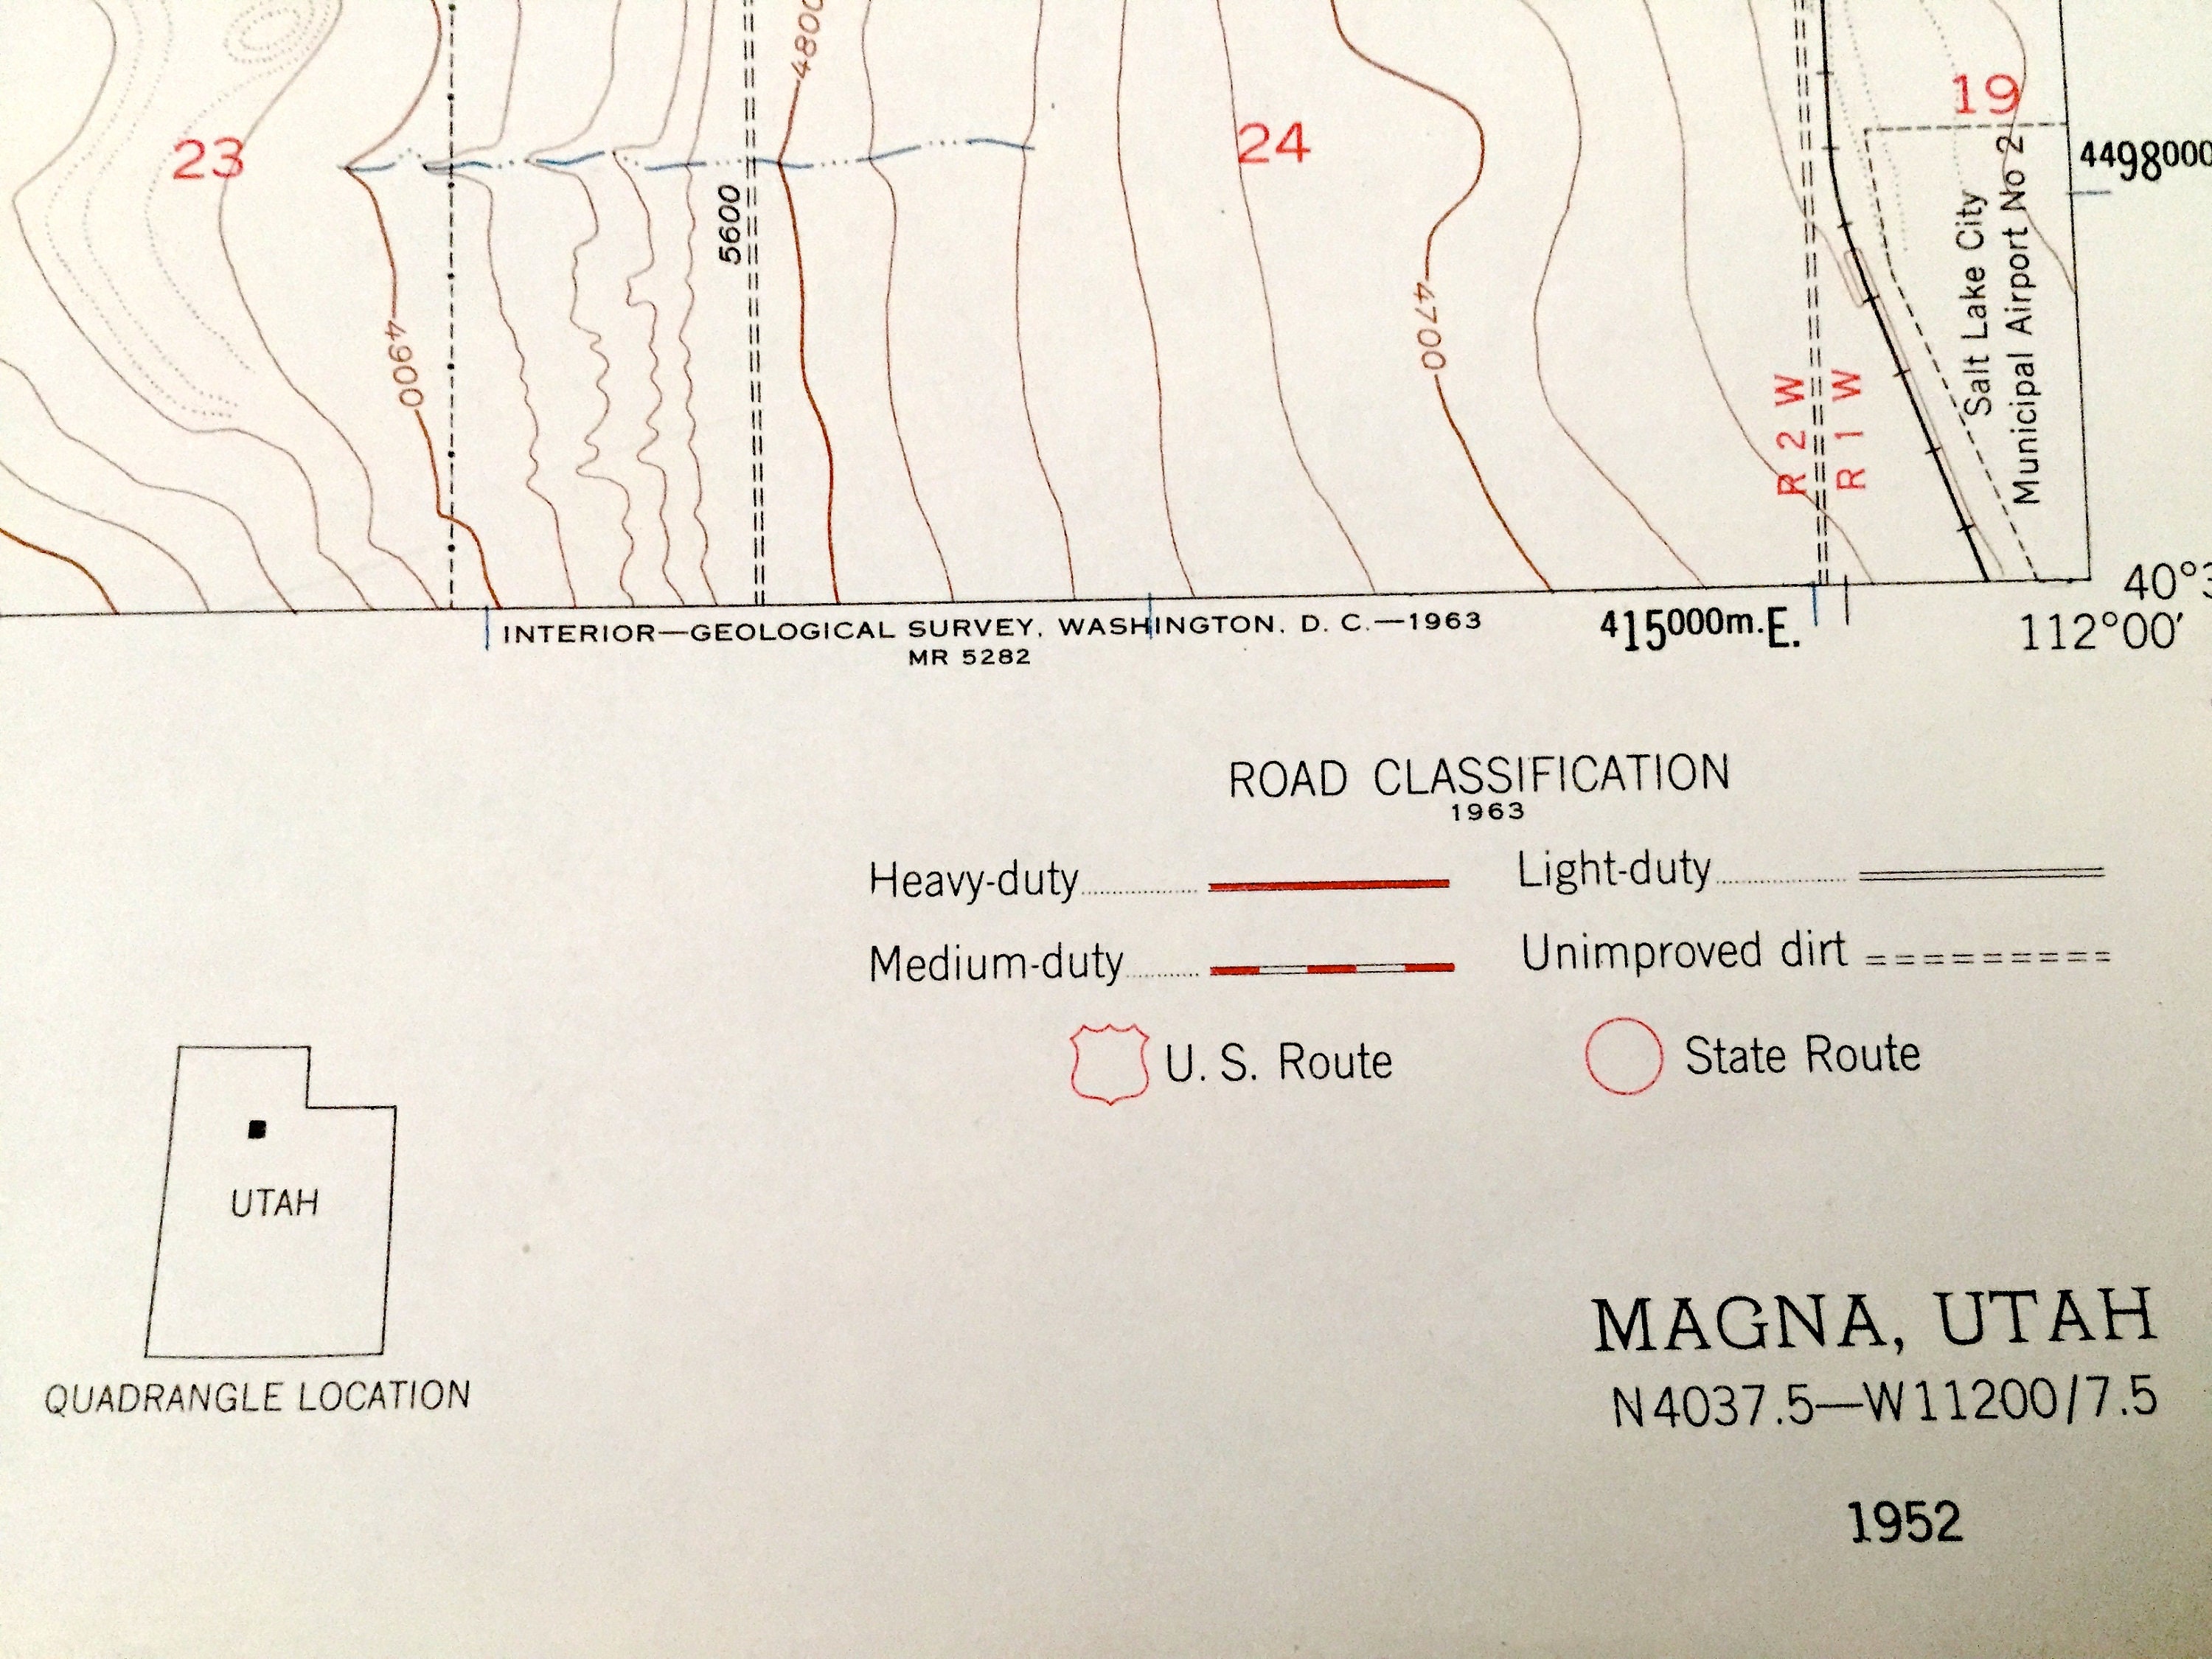 4800
23
24
19
4498000
5600
Salt Lake City
Municipal Airport No 2
4900
4700
R 2 W
R 1 W
40°3
INTERIOR—GEOLOGICAL SURVEY, WASHINGTON, D. C.—1963
MR 5282
415000m.E.
112°00′
ROAD CLASSIFICATION
1963
Heavy-duty
Light-duty
Medium-duty
Unimproved dirt
U. S. Route
State Route
UTAH
QUADRANGLE LOCATION
MAGNA, UTAH
N4037.5—W11200/7.5
1952